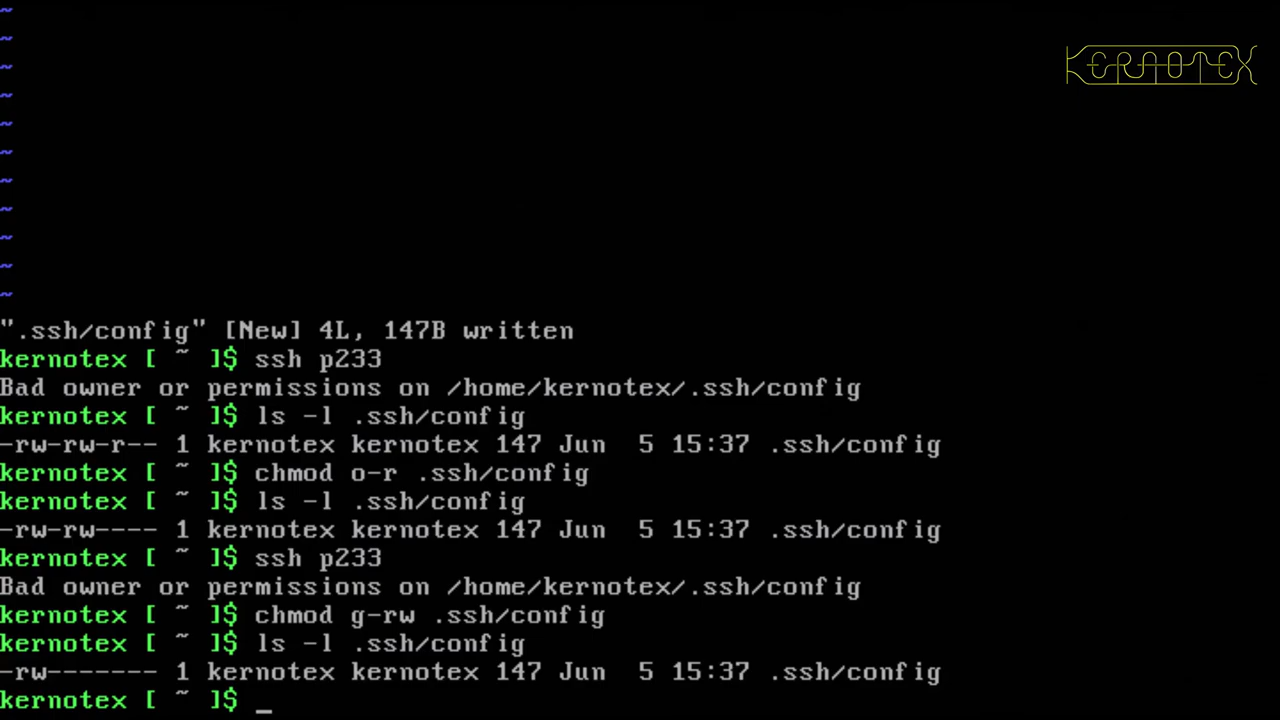 KERNOTEX
~
~
~
~
~
~
~
~
~
~
~
".ssh/config" [New] 4L, 147B written
kernotex [ ~ ]$ ssh p233
Bad owner or permissions on /home/kernotex/.ssh/config
kernotex [ ~ ]$ ls -l .ssh/config
-rw-rw-r-- 1 kernotex kernotex 147 Jun  5 15:37 .ssh/config
kernotex [ ~ ]$ chmod o-r .ssh/config
kernotex [ ~ ]$ ls -l .ssh/config
-rw-rw---- 1 kernotex kernotex 147 Jun  5 15:37 .ssh/config
kernotex [ ~ ]$ ssh p233
Bad owner or permissions on /home/kernotex/.ssh/config
kernotex [ ~ ]$ chmod g-rw .ssh/config
kernotex [ ~ ]$ ls -l .ssh/config
-rw------- 1 kernotex kernotex 147 Jun  5 15:37 .ssh/config
kernotex [ ~ ]$ _